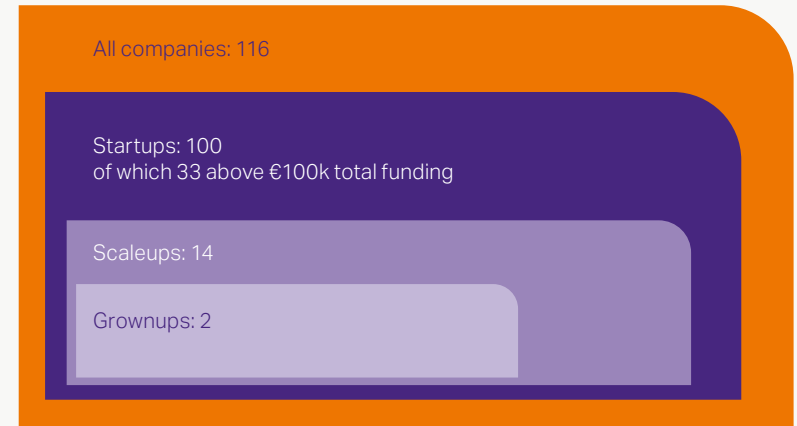 All companies: 116
Startups: 100
of which 33 above €100k total funding
Scaleups: 14
Grownups: 2